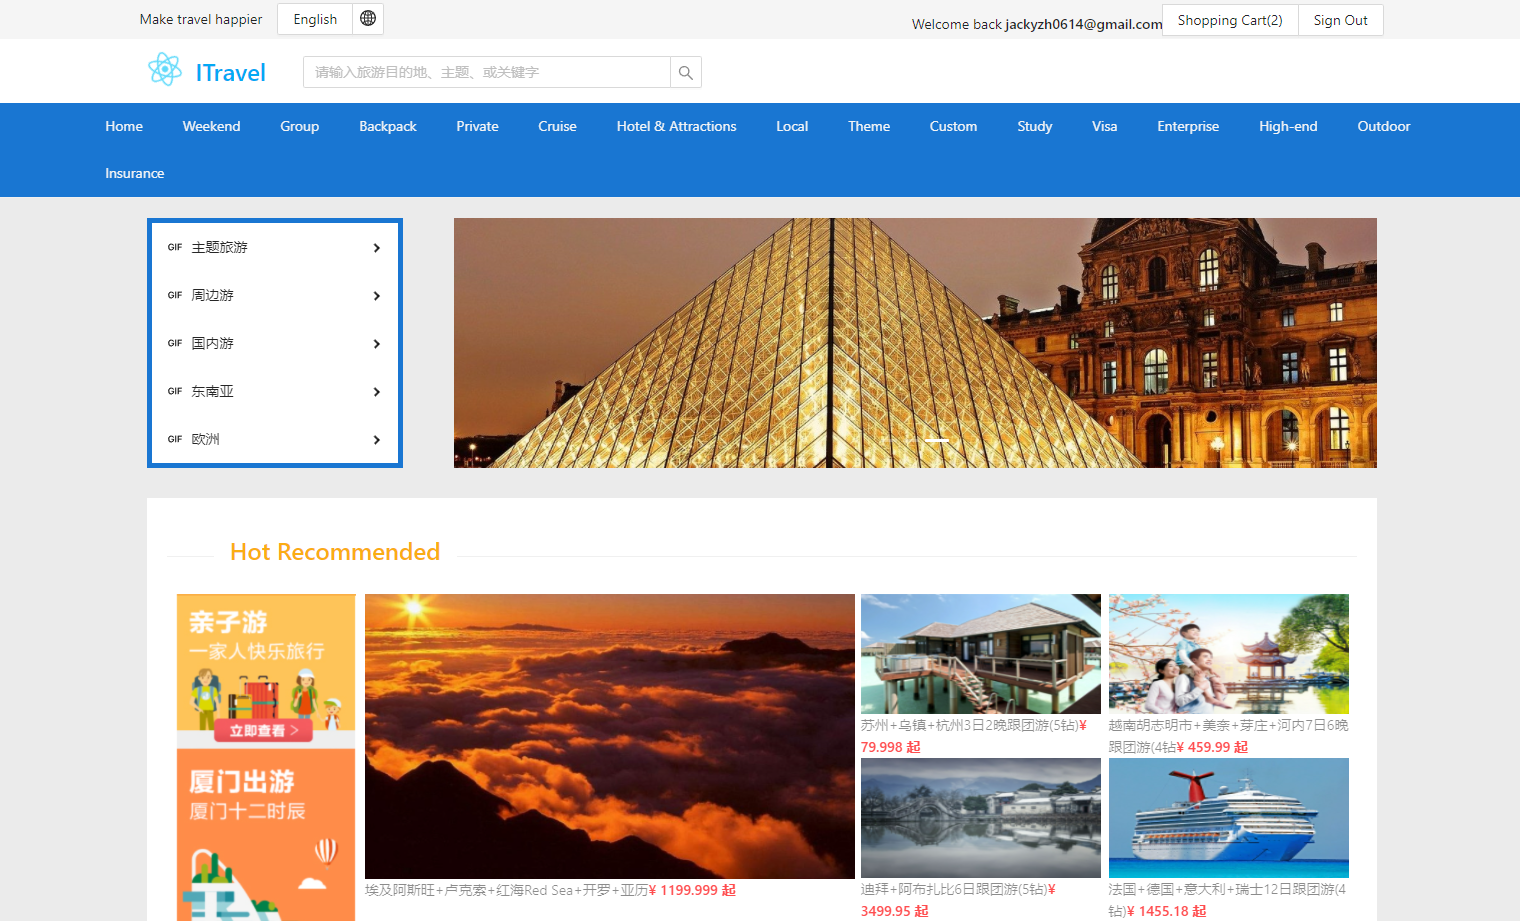 Make travel happier
English
Welcome back jackyzh0614@gmail.com
Shopping Cart(2)
Sign Out
ITravel
请输入旅游目的地、主题、或关键字
Home
Weekend
Group
Backpack
Private
Cruise
Hotel & Attractions
Local
Theme
Custom
Study
Visa
Enterprise
High-end
Outdoor
Insurance
GIF 主题旅游
GIF 周边游
GIF 国内游
GIF 东南亚
GIF 欧洲
Hot Recommended
亲子游
一家人快乐旅行
立即查看 >
厦门出游
厦门十二时辰
埃及阿斯旺+卢克索+红海Red Sea+开罗+亚历¥ 1199.999 起
苏州+乌镇+杭州3日2晚跟团游(5钻)¥
79.998 起
越南胡志明市+美奈+芽庄+河内7日6晚
跟团游(4钻¥ 459.99 起
迪拜+阿布扎比6日跟团游(5钻)¥
3499.95 起
法国+德国+意大利+瑞士12日跟团游(4
钻)¥ 1455.18 起